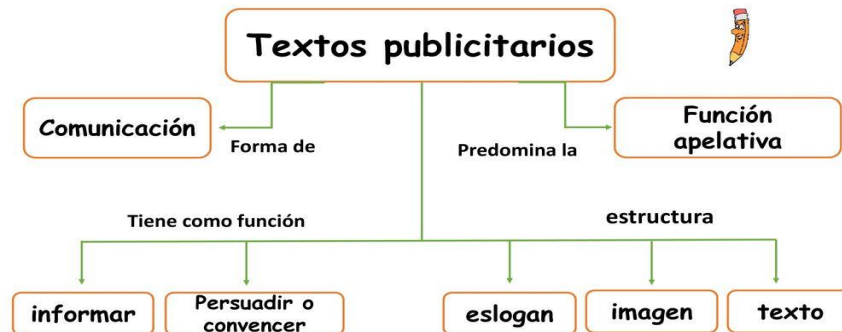 Textos publicitarios
Comunicación
Forma de
Predomina la
Función
apelativa
Tiene como función
estructura
informar
Persuadir o
convencer
eslogan
imagen
texto